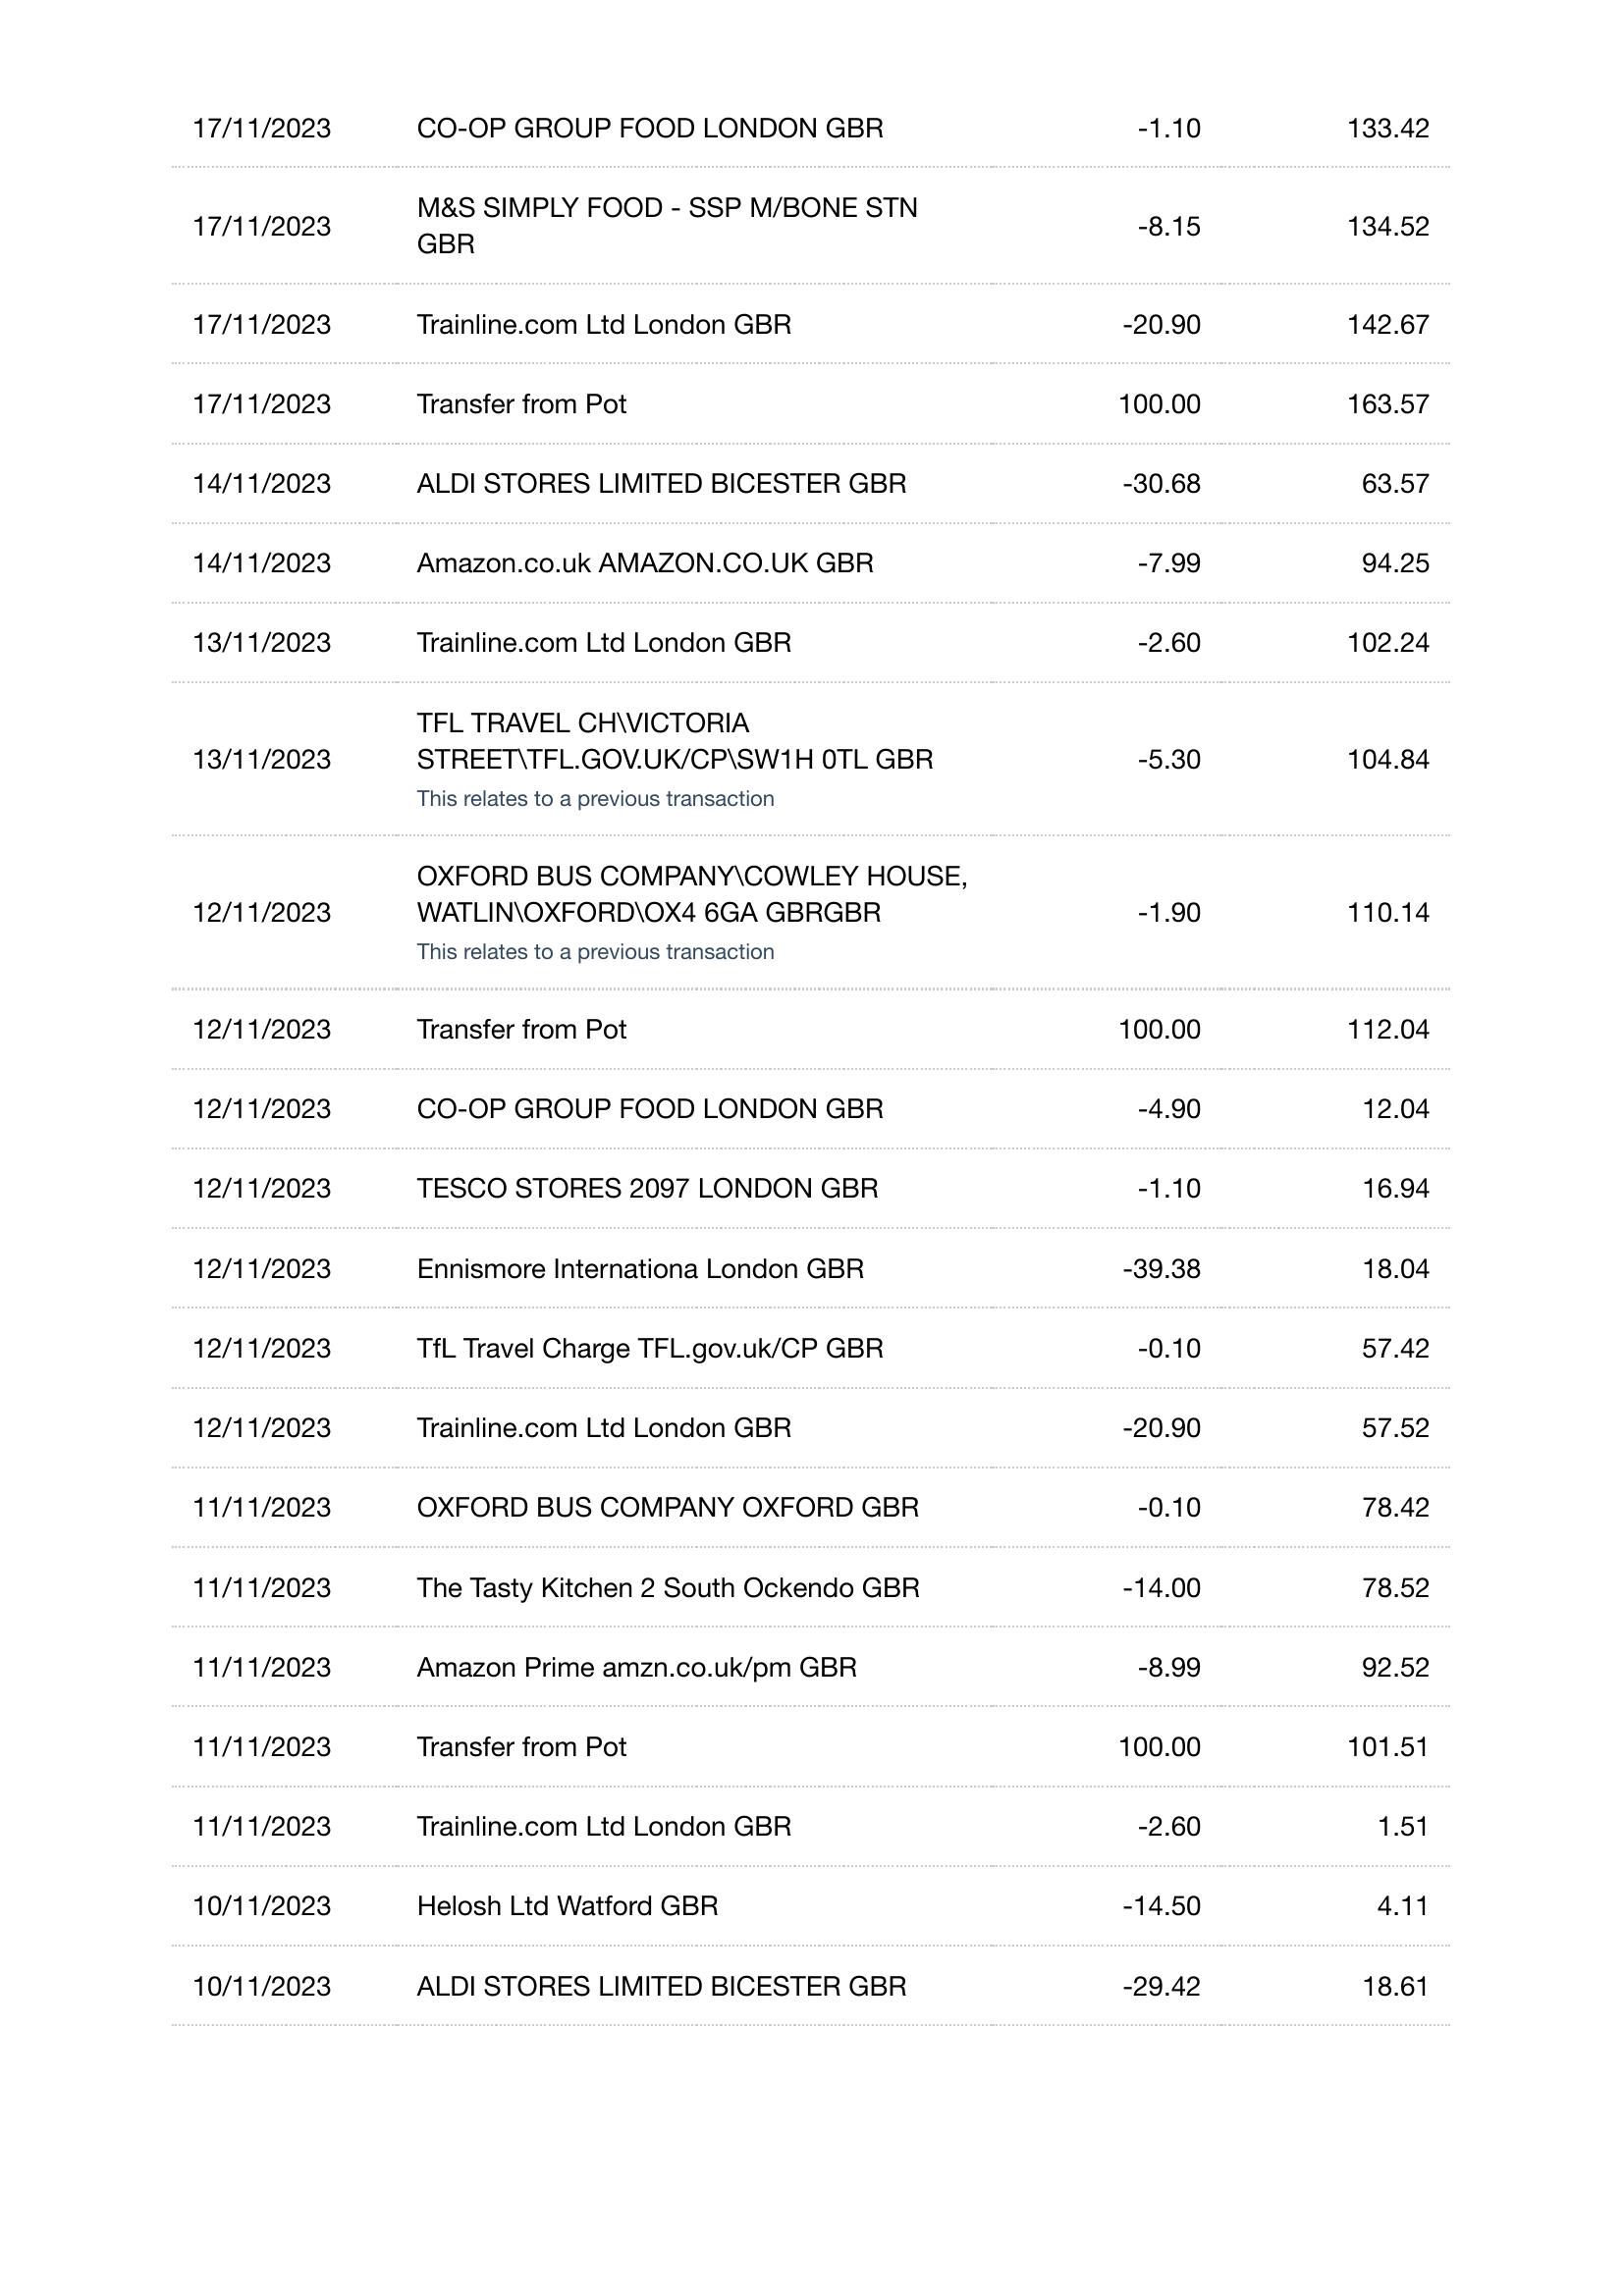 17/11/2023 CO-OP GROUP FOOD LONDON GBR -1.10 133.42
M&S SIMPLY FOOD - SSP M/BONE STN
17/11/2023 -8.15 134.52
GBR
17/11/2023 Trainline.com Ltd London GBR -20.90 142.67
17/11/2023 Transfer from Pot 100.00 163.57
14/11/2023 ALDI STORES LIMITED BICESTER GBR -30.68 63.57
14/11/2023 Amazon.co.uk AMAZON.CO.UK GBR -7.99 94.25
13/11/2023 Trainline.com Ltd London GBR -2.60 102.24
TFL TRAVEL CH\VICTORIA
13/11/2023 STREET\TFL.GOV.UK/CP\SW1H 0TL GBR -5.30 104.84
This relates to a previous transaction
OXFORD BUS COMPANY\COWLEY HOUSE,
12/11/2023 WATLIN\OXFORD\OX4 6GA GBRGBR -1.90 110.14
This relates to a previous transaction
12/11/2023 Transfer from Pot 100.00 112.04
12/11/2023 CO-OP GROUP FOOD LONDON GBR -4.90 12.04
12/11/2023 TESCO STORES 2097 LONDON GBR -1.10 16.94
12/11/2023 Ennismore Internationa London GBR -39.38 18.04
12/11/2023 TfL Travel Charge TFL.gov.uk/CP GBR -0.10 57.42
12/11/2023 Trainline.com Ltd London GBR -20.90 57.52
11/11/2023 OXFORD BUS COMPANY OXFORD GBR -0.10 78.42
11/11/2023 The Tasty Kitchen 2 South Ockendo GBR -14.00 78.52
11/11/2023 Amazon Prime amzn.co.uk/pm GBR -8.99 92.52
11/11/2023 Transfer from Pot 100.00 101.51
11/11/2023 Trainline.com Ltd London GBR -2.60 1.51
10/11/2023 Helosh Ltd Watford GBR -14.50 4.11
10/11/2023 ALDI STORES LIMITED BICESTER GBR -29.42 18.61